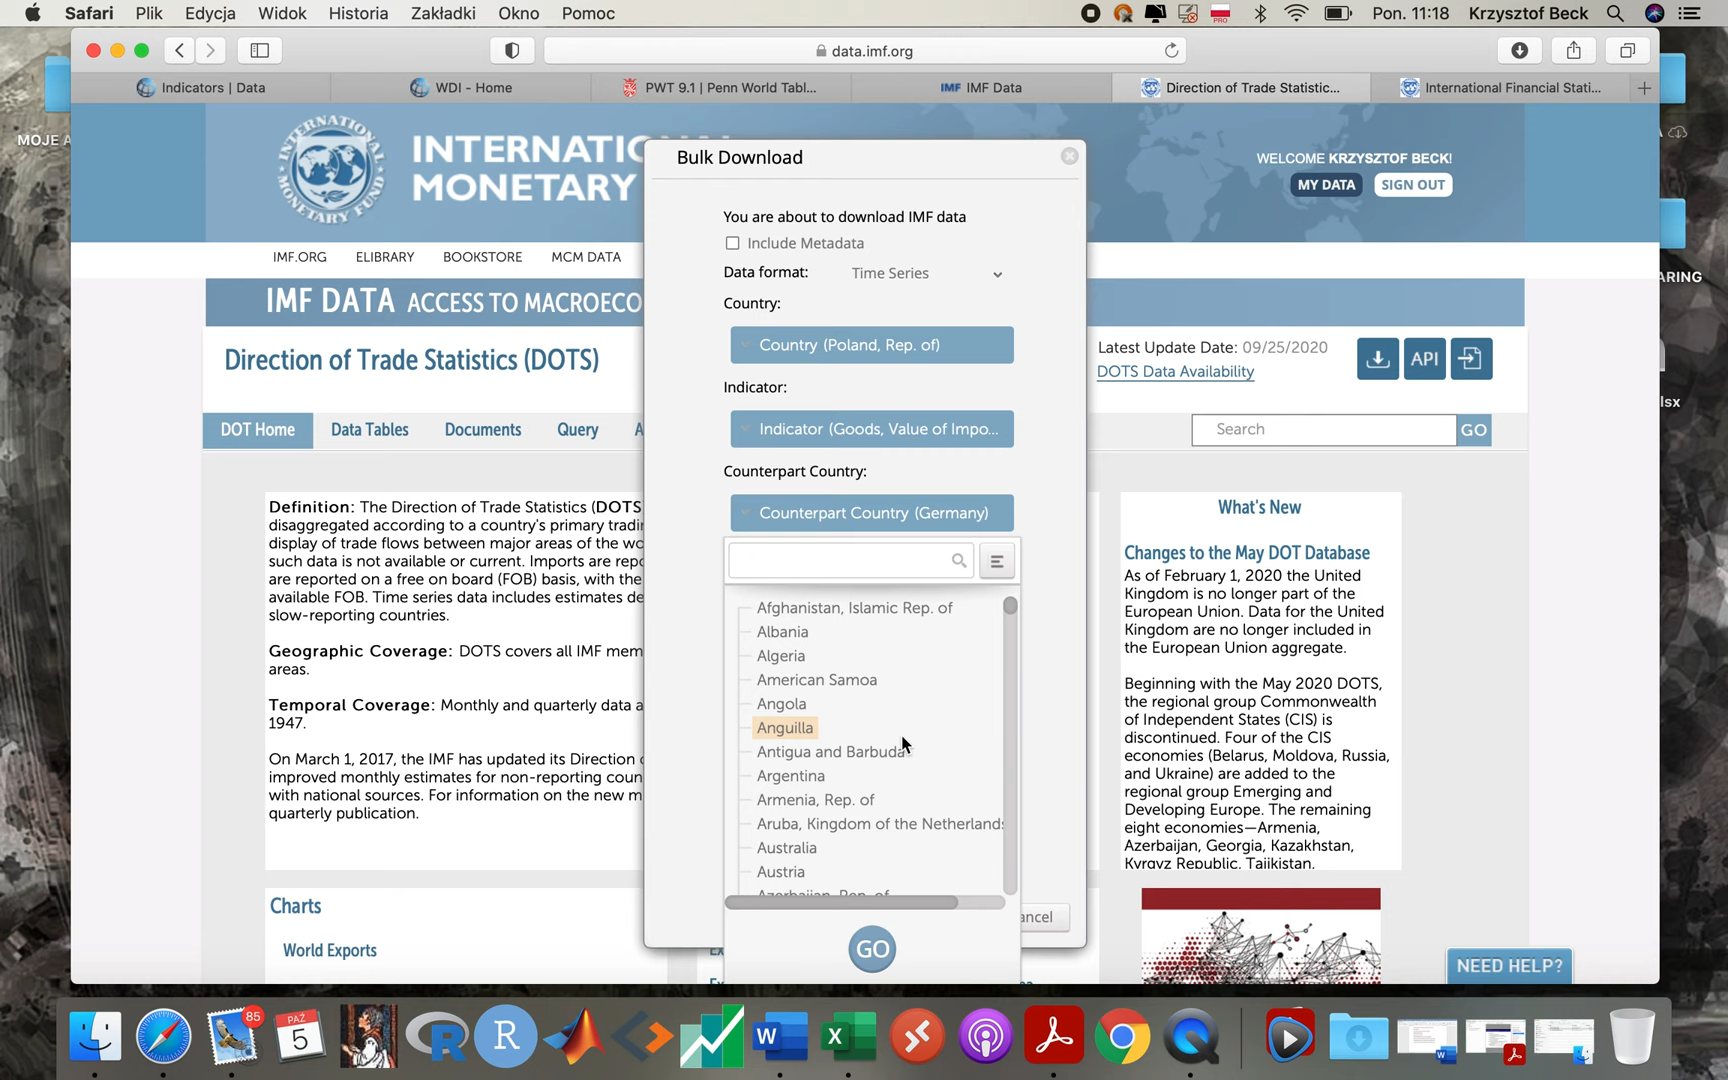 Safari Plik Edycja Widok Historia Zakładki Okno Pomoc
PRO
Pon. 11:18 Krzysztof Beck
data.imf.org
Indicators | Data
WDI - Home
PWT 9.1 | Penn World Tabl...
IMF IMF Data
Direction of Trade Statistic...
International Financial Stati...
MOJE A
ARING
lsx
INTERNATIONAL MONETARY FUND
INTERNATIC
MONETARY
WELCOME KRZYSZTOF BECK!
MY DATA SIGN OUT
IMF.ORG ELIBRARY BOOKSTORE MCM DATA
IMF DATA ACCESS TO MACROECO
Direction of Trade Statistics (DOTS)
Latest Update Date: 09/25/2020
DOTS Data Availability
API
DOT Home Data Tables Documents Query A
Search GO
Definition: The Direction of Trade Statistics (DOTS
disaggregated according to a country's primary tradi
display of trade flows between major areas of the wo
such data is not available or current. Imports are repo
are reported on a free on board (FOB) basis, with the
available FOB. Time series data includes estimates de
slow-reporting countries.
Geographic Coverage: DOTS covers all IMF mem
areas.
Temporal Coverage: Monthly and quarterly data a
1947.
On March 1, 2017, the IMF has updated its Direction o
improved monthly estimates for non-reporting coun
with national sources. For information on the new m
quarterly publication.
Charts
World Exports
Bulk Download
You are about to download IMF data
Include Metadata
Data format: Time Series
Country:
Country (Poland, Rep. of)
Indicator:
Indicator (Goods, Value of Impo...
Counterpart Country:
Counterpart Country (Germany)
Afghanistan, Islamic Rep. of
Albania
Algeria
American Samoa
Angola
Anguilla
Antigua and Barbuda
Argentina
Armenia, Rep. of
Aruba, Kingdom of the Netherlands
Australia
Austria
Azerbaijan, Rep. of
ancel
GO
What's New
Changes to the May DOT Database
As of February 1, 2020 the United
Kingdom is no longer part of the
European Union. Data for the United
Kingdom are no longer included in
the European Union aggregate.
Beginning with the May 2020 DOTS,
the regional group Commonwealth
of Independent States (CIS) is
discontinued. Four of the CIS
economies (Belarus, Moldova, Russia,
and Ukraine) are added to the
regional group Emerging and
Developing Europe. The remaining
eight economies—Armenia,
Azerbaijan, Georgia, Kazakhstan,
Kyrgyz Republic, Tajikistan,
NEED HELP?
85
PAŹ
5
R
R
W
X